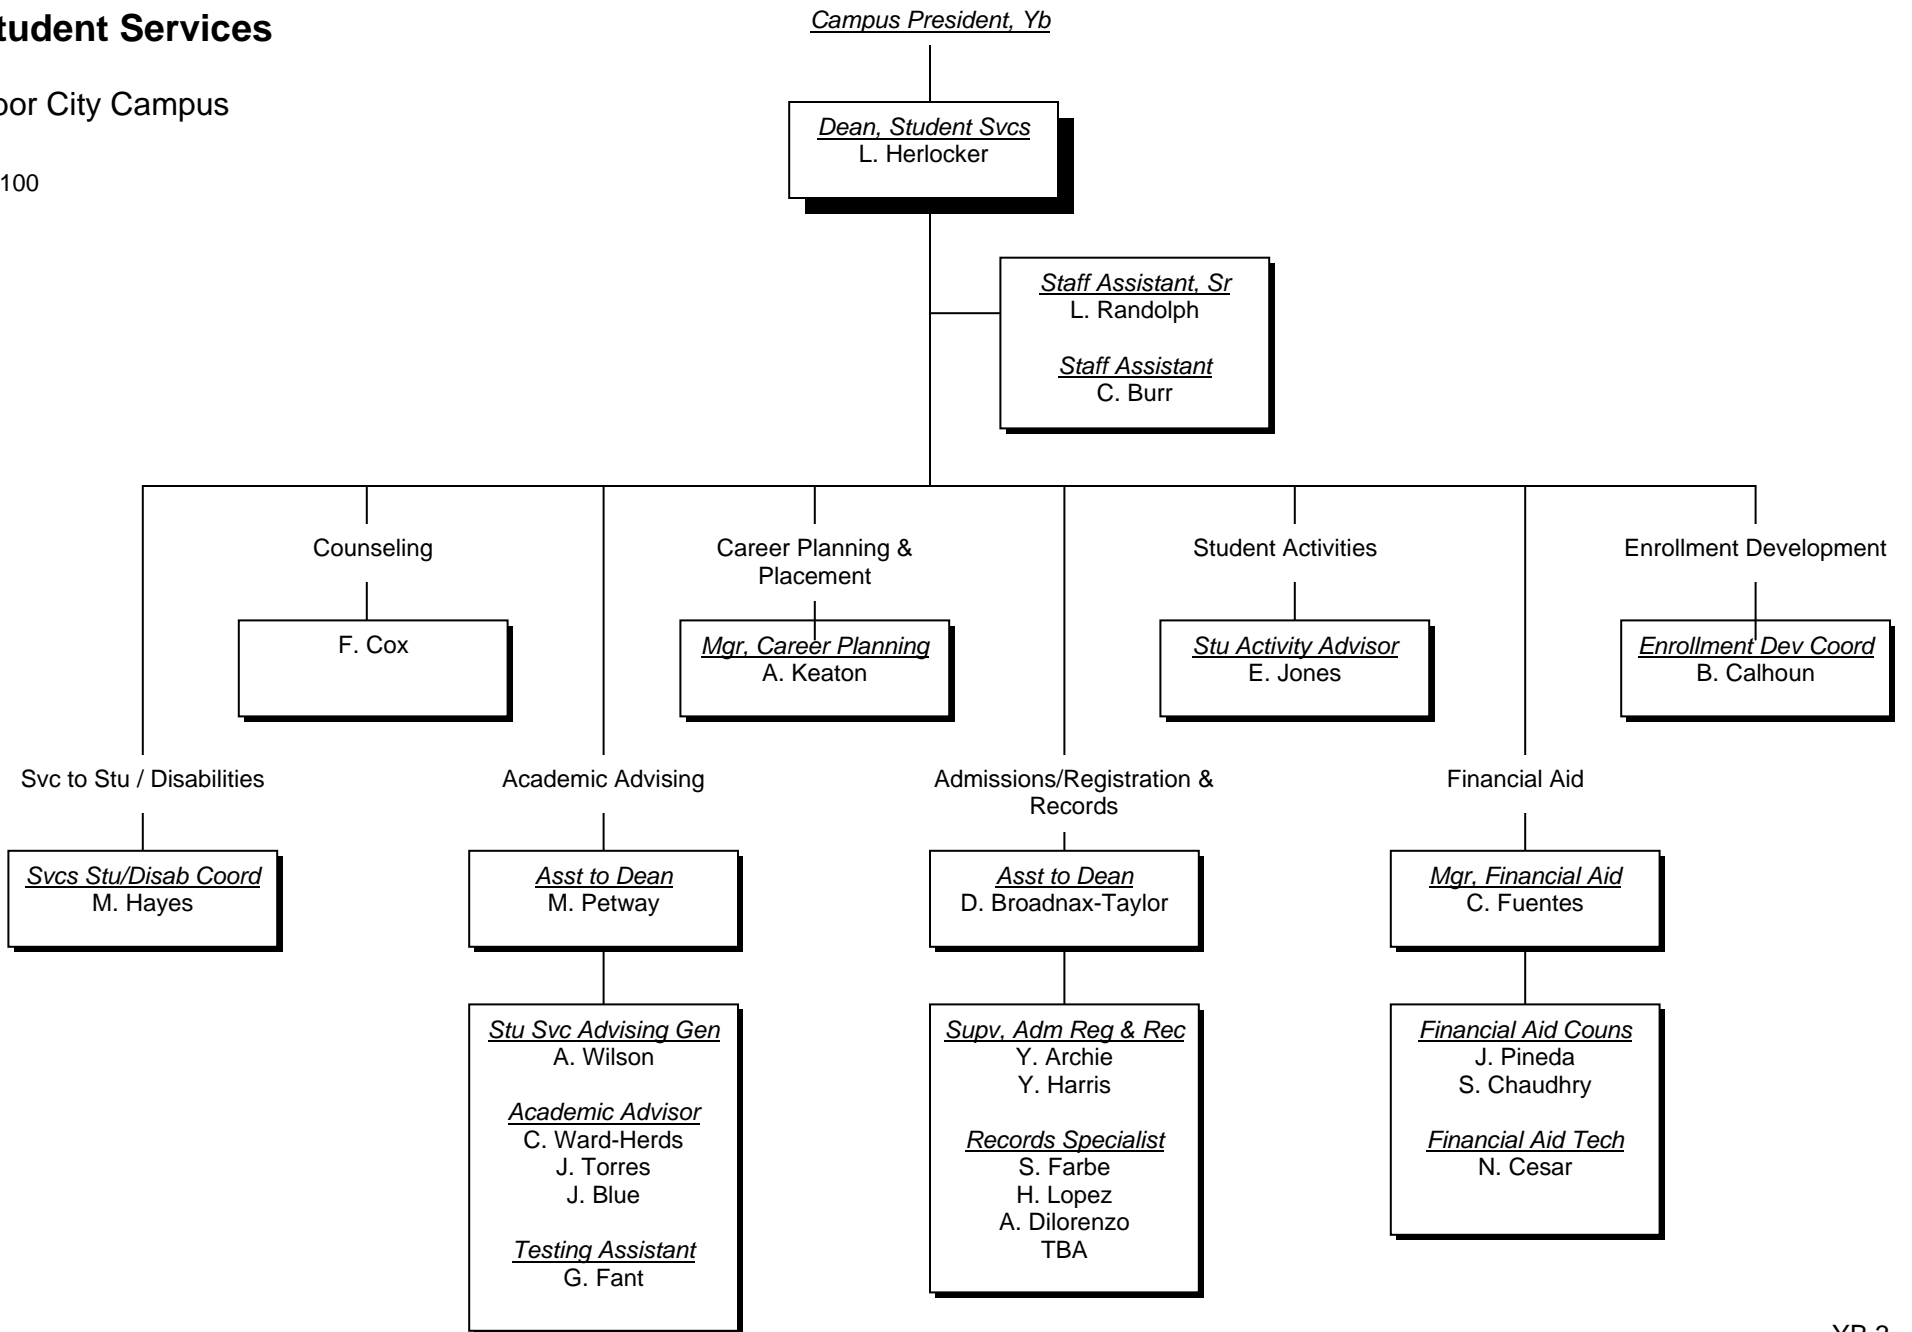 tudent Services
oor City Campus
100
Campus President, Yb
Dean, Student Svcs
L. Herlocker
Staff Assistant, Sr
L. Randolph
Staff Assistant
C. Burr
Counseling
F. Cox
Career Planning &
Placement
Mgr, Career Planning
A. Keaton
Student Activities
Stu Activity Advisor
E. Jones
Enrollment Development
Enrollment Dev Coord
B. Calhoun
Svc to Stu / Disabilities
Svcs Stu/Disab Coord
M. Hayes
Academic Advising
Asst to Dean
M. Petway
Stu Svc Advising Gen
A. Wilson
Academic Advisor
C. Ward-Herds
J. Torres
J. Blue
Testing Assistant
G. Fant
Admissions/Registration &
Records
Asst to Dean
D. Broadnax-Taylor
Supv, Adm Reg & Rec
Y. Archie
Y. Harris
Records Specialist
S. Farbe
H. Lopez
A. Dilorenzo
TBA
Financial Aid
Mgr, Financial Aid
C. Fuentes
Financial Aid Couns
J. Pineda
S. Chaudhry
Financial Aid Tech
N. Cesar